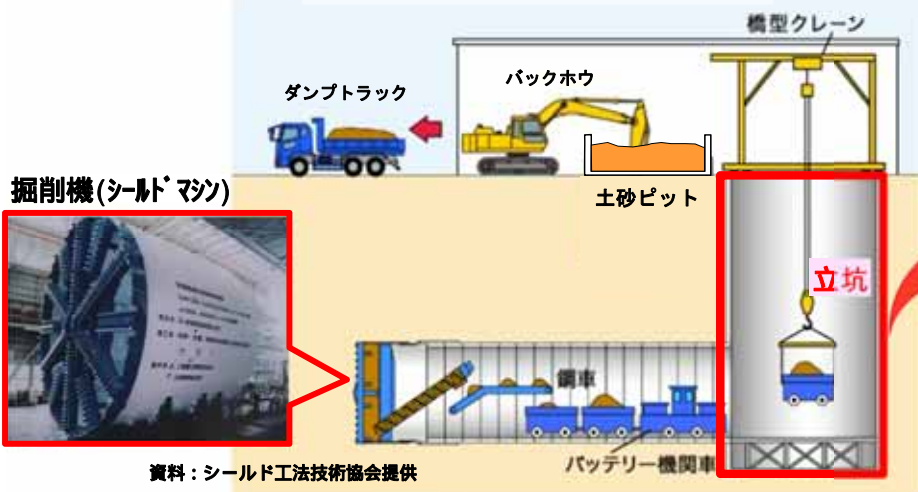 橋型クレーン
バックホウ
ダンプトラック
土砂ピット
掘削機(シールドマシン)
立坑
鋼車
バッテリー機関車
資料：シールド工法技術協会提供